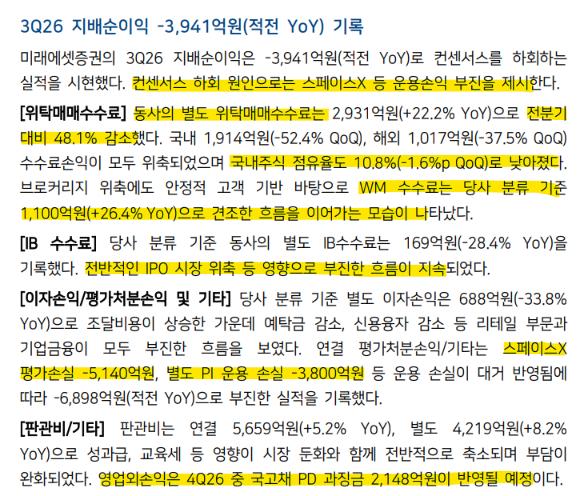 3Q26 지배순이익 -3,941억원(적전 YoY) 기록
미래에셋증권의 3Q26 지배순이익은 -3,941억원(적전 YoY)로 컨센서스를 하회하는
실적을 시현했다. 컨센서스 하회 원인으로는 스페이스X 등 운용손익 부진을 제시한다.
[위탁매매수수료] 동사의 별도 위탁매매수수료는 2,931억원(+22.2% YoY)으로 전분기
대비 48.1% 감소했다. 국내 1,914억원(-52.4% QoQ), 해외 1,017억원(-37.5% QoQ)
수수료손익이 모두 위축되었으며 국내주식 점유율도 10.8%(-1.6%p QoQ)로 낮아졌다.
브로커리지 위축에도 안정적 고객 기반 바탕으로 WM 수수료는 당사 분류 기준
1,100억원(+26.4% YoY)으로 견조한 흐름을 이어가는 모습이 나타났다.
[IB 수수료] 당사 분류 기준 동사의 별도 IB수수료는 169억원(-28.4% YoY)을
기록했다. 전반적인 IPO 시장 위축 등 영향으로 부진한 흐름이 지속되었다.
[이자손익/평가처분손익 및 기타] 당사 분류 기준 별도 이자손익은 688억원(-33.8%
YoY)으로 조달비용이 상승한 가운데 예탁금 감소, 신용융자 감소 등 리테일 부문과
기업금융이 모두 부진한 흐름을 보였다. 연결 평가처분손익/기타는 스페이스X
평가손실 -5,140억원, 별도 PI 운용 손실 -3,800억원 등 운용 손실이 대거 반영됨에
따라 -6,898억원(적전 YoY)으로 부진한 실적을 기록했다.
[판관비/기타] 판관비는 연결 5,659억원(+5.2% YoY), 별도 4,219억원(+8.2%
YoY)으로 성과급, 교육세 등 영향이 시장 둔화와 함께 전반적으로 축소되며 부담이
완화되었다. 영업외손익은 4Q26 중 국고채 PD 과징금 2,148억원이 반영될 예정이다.